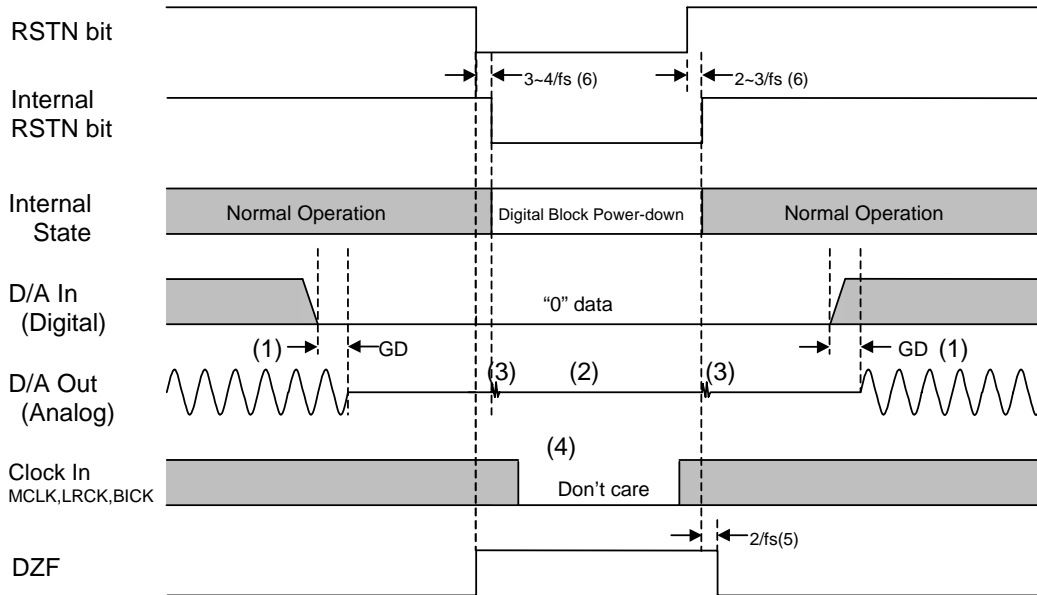 RSTN bit
3~4/fs (6)
2~3/fs (6)
Internal
RSTN bit
Internal
State
Normal Operation
Digital Block Power-down
Normal Operation
D/A In
(Digital)
“0” data
(1)
GD
GD
(1)
D/A Out
(Analog)
(3)
(2)
(3)
(4)
Clock In
MCLK,LRCK,BICK
Don’t care
2/fs(5)
DZF